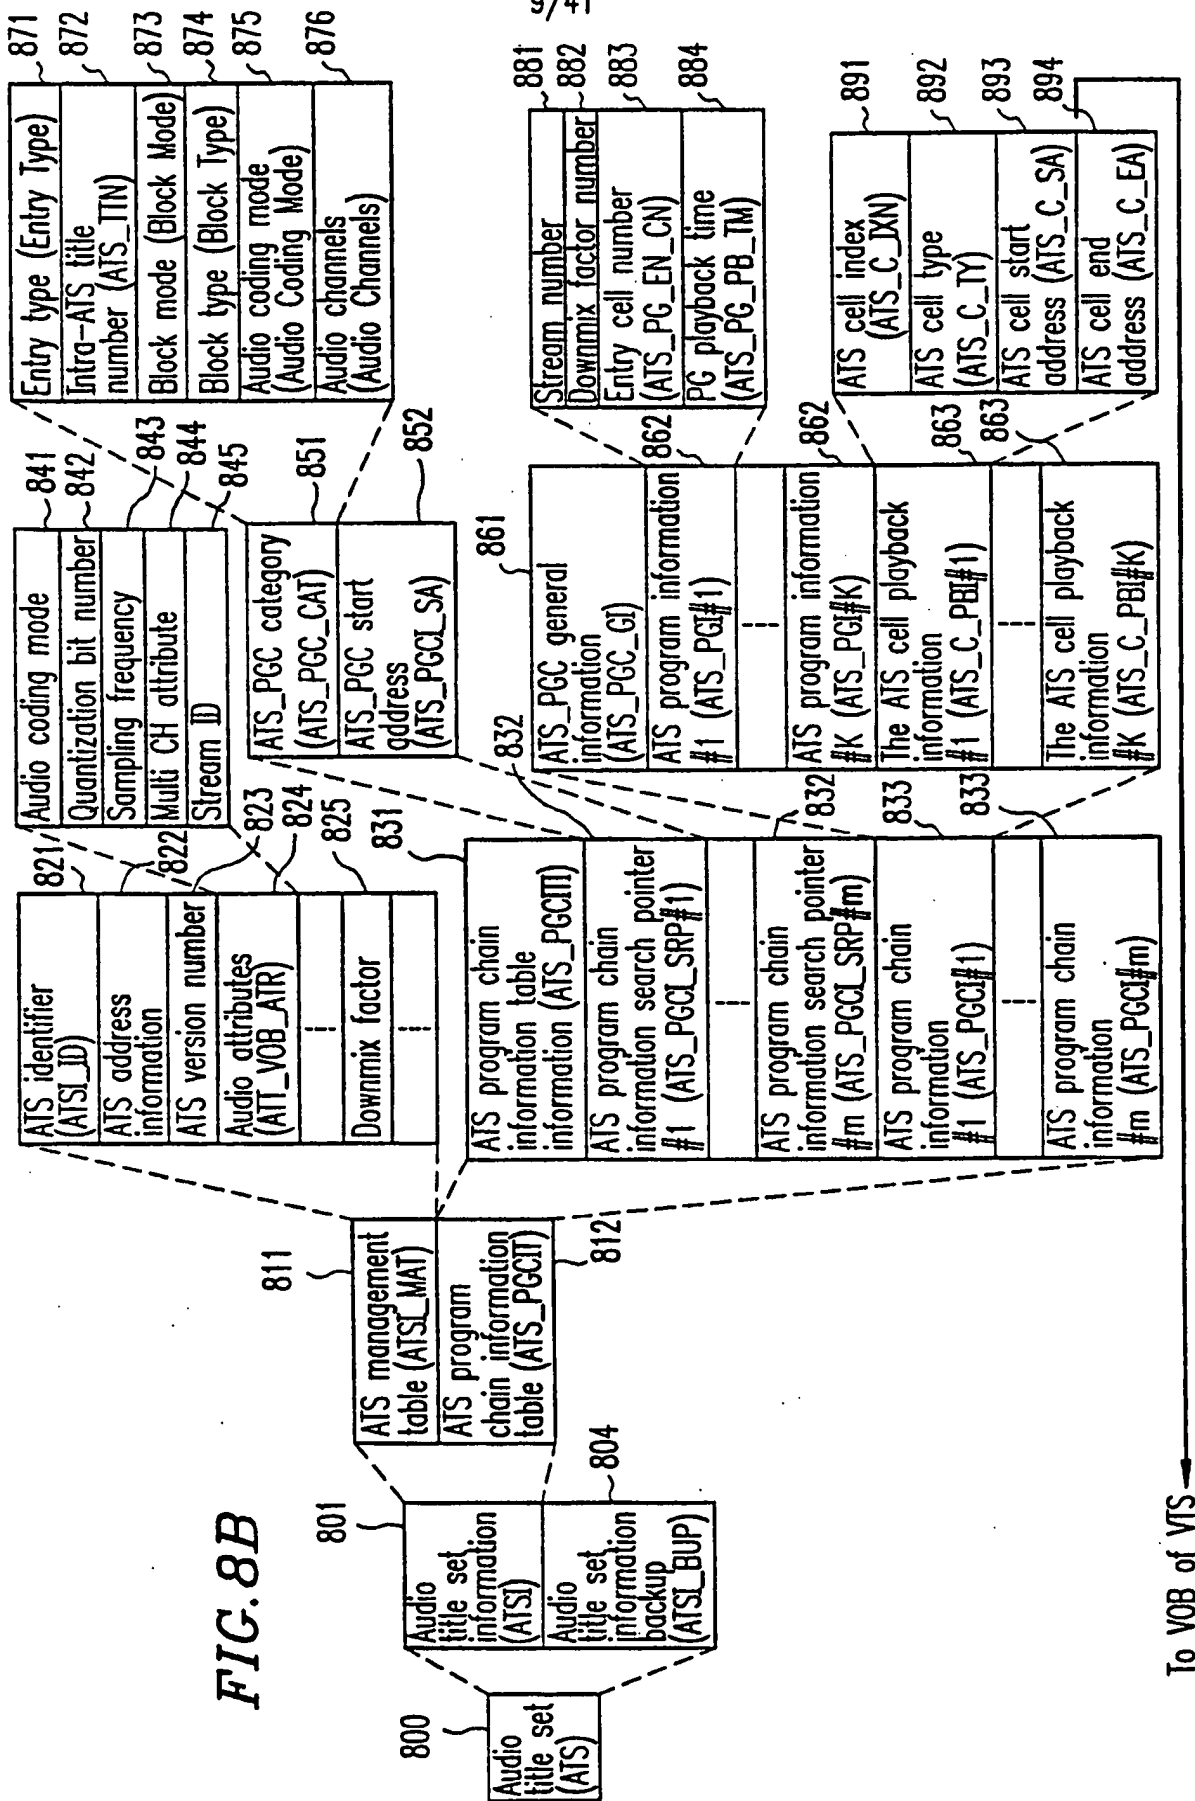 9/41
FIG.8B
800
Audio
title set
(ATS)
801
Audio
title set
information
(ATSI)
804
Audio
title set
information
backup
(ATSI_BUP)
811
ATS management
table (ATSI_MAT)
812
ATS program
chain information
table (ATS_PGCIT)
821
ATS identifier
(ATSI_ID)
822
ATS address
information
823
ATS version number
824
Audio attributes
(ATT_VOB_ATR)
825
Downmix factor
831
ATS program chain
information table
information (ATS_PGCITI)
832
ATS program chain
information search pointer
#1 (ATS_PGCI_SRP#1)
832
ATS program chain
information search pointer
#m (ATS_PGCI_SRP#m)
833
ATS program chain
information
#1 (ATS_PGCI#1)
833
ATS program chain
information
#m (ATS_PGCI#m)
841
Audio coding mode
842
Quantization bit number
843
Sampling frequency
844
Multi CH attribute
845
Stream ID
851
ATS_PGC category
(ATS_PGC_CAT)
852
ATS_PGC start
address
(ATS_PGCI_SA)
861
ATS_PGC general
information
(ATS_PGC_GI)
862
ATS program information
#1 (ATS_PGI#1)
862
ATS program information
#K (ATS_PGI#K)
863
The ATS cell playback
information
#1 (ATS_C_PBI#1)
863
The ATS cell playback
information
#K (ATS_C_PBI#K)
871
Entry type (Entry Type)
872
Intra-ATS title
number (ATS_TTN)
873
Block mode (Block Mode)
874
Block type (Block Type)
875
Audio coding mode
(Audio Coding Mode)
876
Audio channels
(Audio Channels)
881
Stream number
882
Downmix factor number
883
Entry cell number
(ATS_PG_EN_CN)
884
PG playback time
(ATS_PG_PB_TM)
891
ATS cell index
(ATS_C_IXN)
892
ATS cell type
(ATS_C_TY)
893
ATS cell start
address (ATS_C_SA)
894
ATS cell end
address (ATS_C_EA)
To VOB of VTS